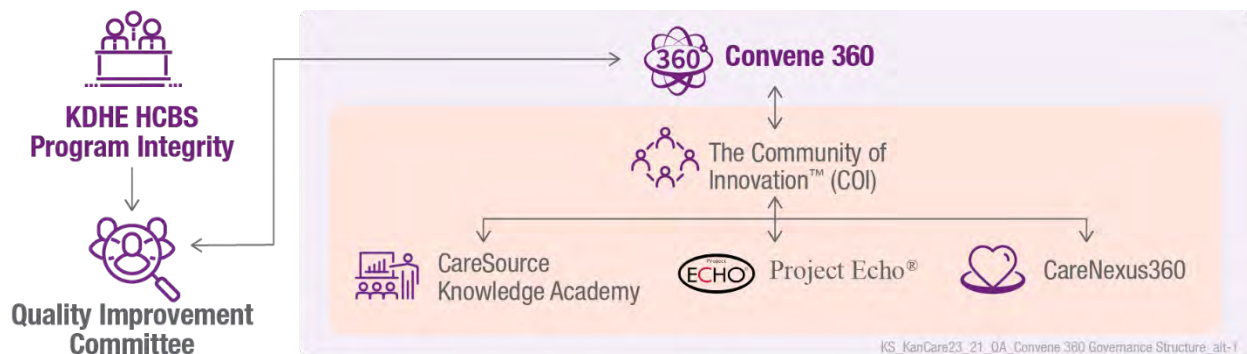 KDHE HCBS
Program Integrity
Quality Improvement
Committee
360
Convene 360
The Community of
Innovation™ (COI)
CareSource
Knowledge Academy
Project
ECHO
Project Echo®
CareNexus360
KS_KanCare23_21_QA_Convene 360 Governance Structure_alt-1